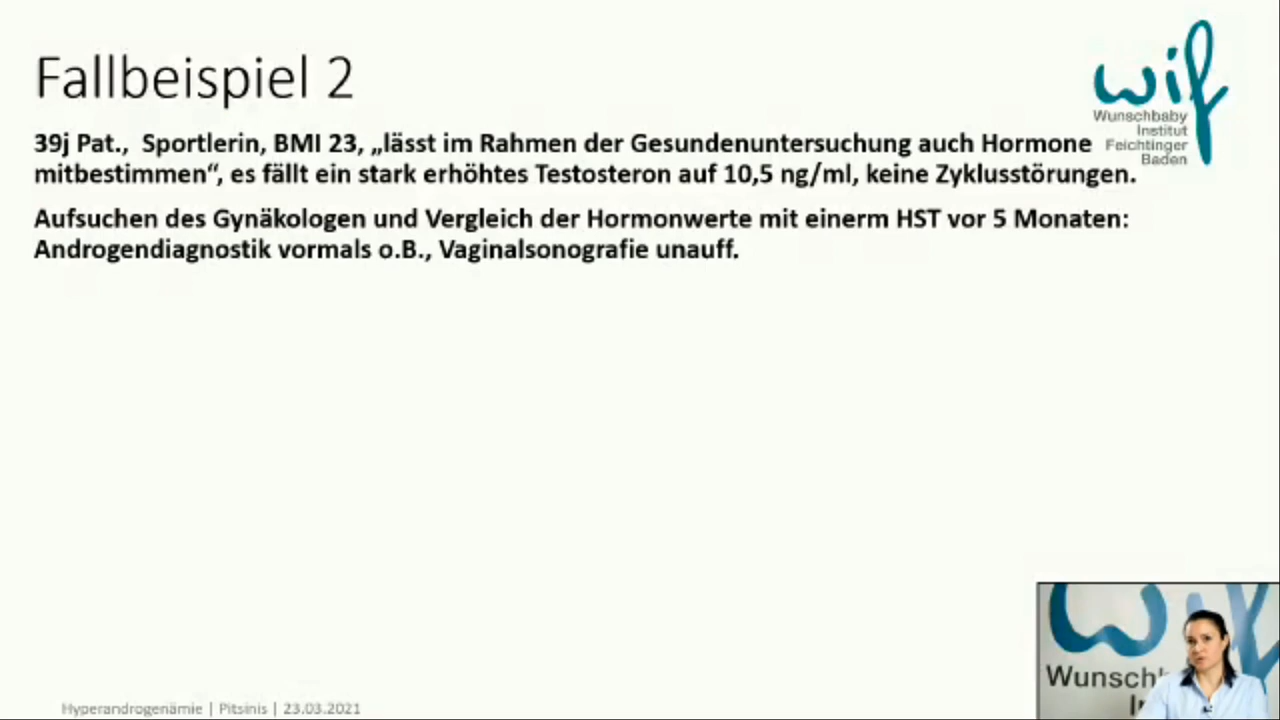 Fallbeispiel 2
wif
Wunschbaby
Institut
Feichtinger
Baden
39j Pat., Sportlerin, BMI 23, „lässt im Rahmen der Gesundenuntersuchung auch Hormone
mitbestimmen“, es fällt ein stark erhöhtes Testosteron auf 10,5 ng/ml, keine Zyklusstörungen.
Aufsuchen des Gynäkologen und Vergleich der Hormonwerte mit einerm HST vor 5 Monaten:
Androgendiagnostik vormals o.B., Vaginalsonografie unauff.
Hyperandrogenämie | Pitsinis | 23.03.2021